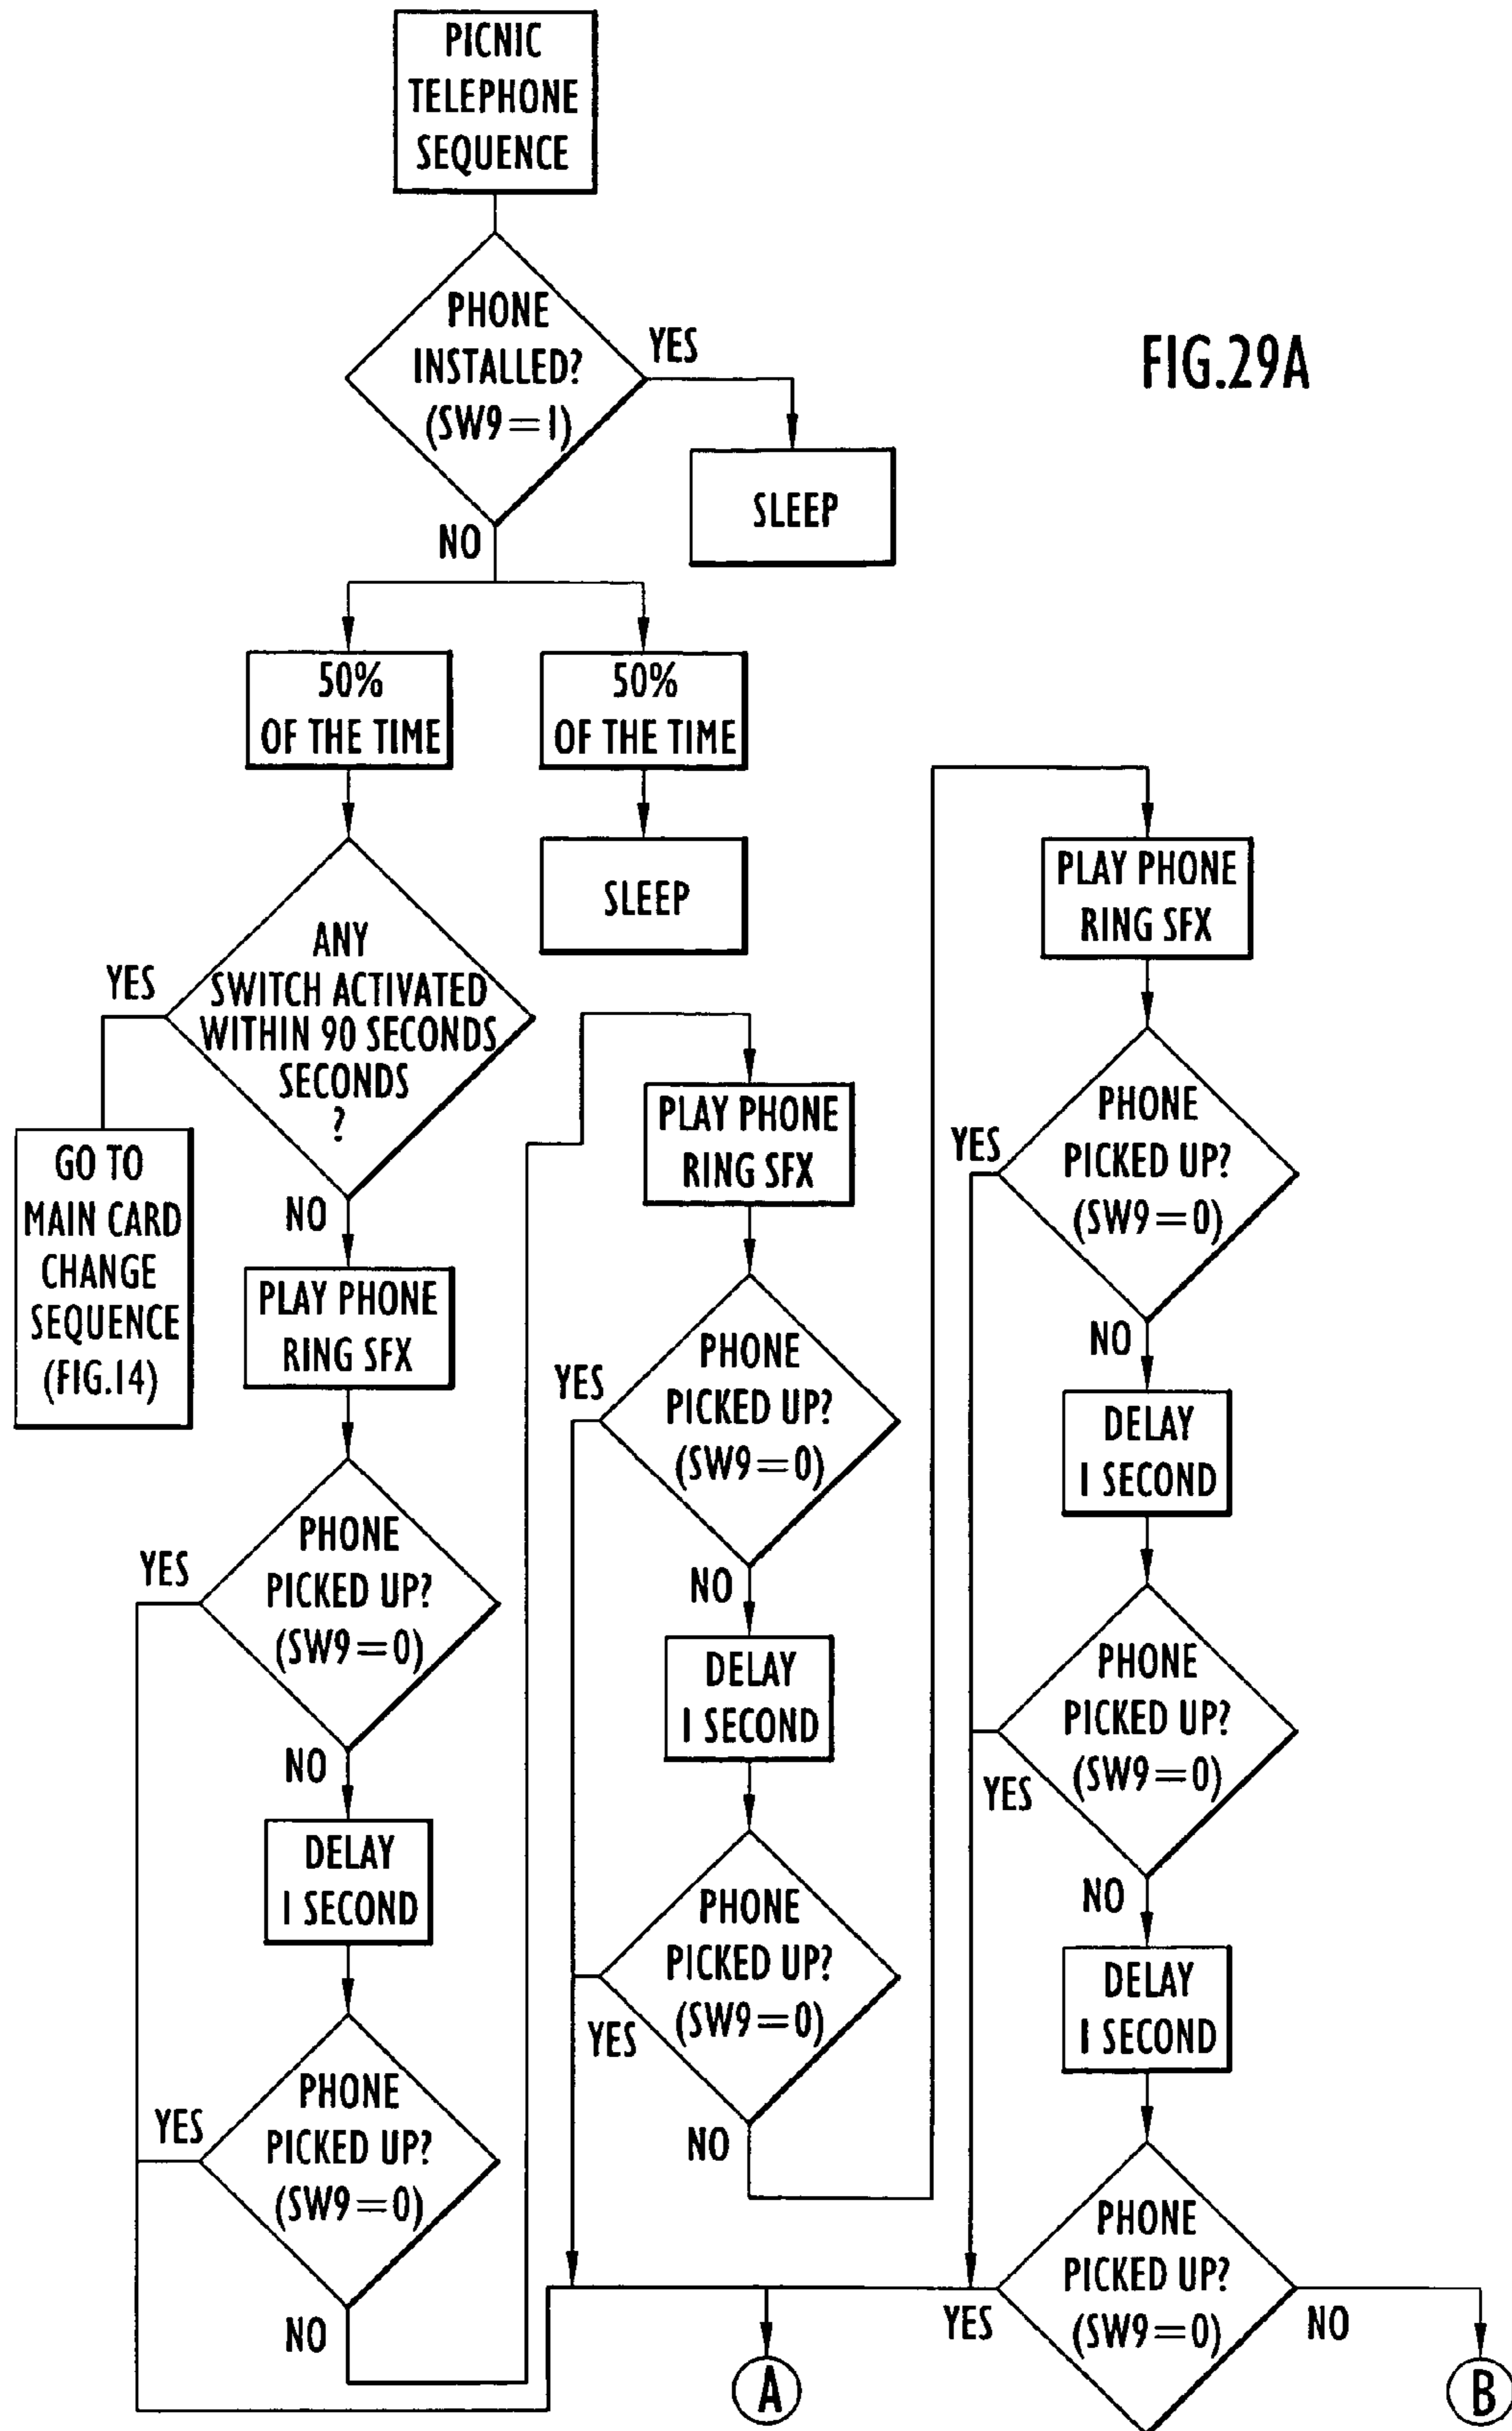 PICNIC
TELEPHONE
SEQUENCE
PHONE
INSTALLED?
(SW9=1)
YES
FIG.29A
SLEEP
NO
50%
OF THE TIME
50%
OF THE TIME
SLEEP
ANY
SWITCH ACTIVATED
WITHIN 90 SECONDS
SECONDS
?
YES
GO TO
MAIN CARD
CHANGE
SEQUENCE
(FIG.14)
NO
PLAY PHONE
RING SFX
PHONE
PICKED UP?
(SW9=0)
YES
NO
DELAY
1 SECOND
PHONE
PICKED UP?
(SW9=0)
YES
NO
PLAY PHONE
RING SFX
PHONE
PICKED UP?
(SW9=0)
YES
NO
DELAY
1 SECOND
PHONE
PICKED UP?
(SW9=0)
YES
NO
PLAY PHONE
RING SFX
PHONE
PICKED UP?
(SW9=0)
YES
NO
DELAY
1 SECOND
PHONE
PICKED UP?
(SW9=0)
YES
NO
DELAY
1 SECOND
PHONE
PICKED UP?
(SW9=0)
YES
NO
A
B